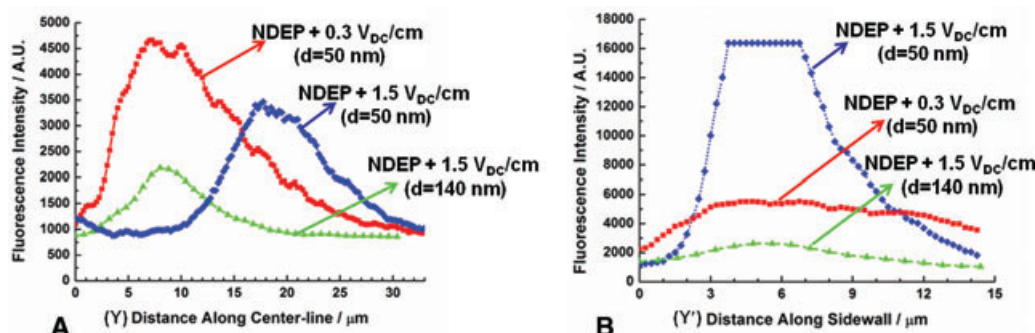 5000
4500
4000
3500
3000
2500
2000
1500
1000
500
0
Fluorescence Intensity / A.U.
NDEP + 0.3 VDC/cm
(d=50 nm)
NDEP + 1.5 VDC/cm
(d=50 nm)
NDEP + 1.5 VDC/cm
(d=140 nm)
0 5 10 15 20 25 30
A (Y) Distance Along Center-line / μm
18000
16000
14000
12000
10000
8000
6000
4000
2000
0
Fluorescence Intensity / A.U.
NDEP + 1.5 VDC/cm
(d=50 nm)
NDEP + 0.3 VDC/cm
(d=50 nm)
NDEP + 1.5 VDC/cm
(d=140 nm)
0 3 6 9 12 15
B (Y') Distance Along Sidewall / μm